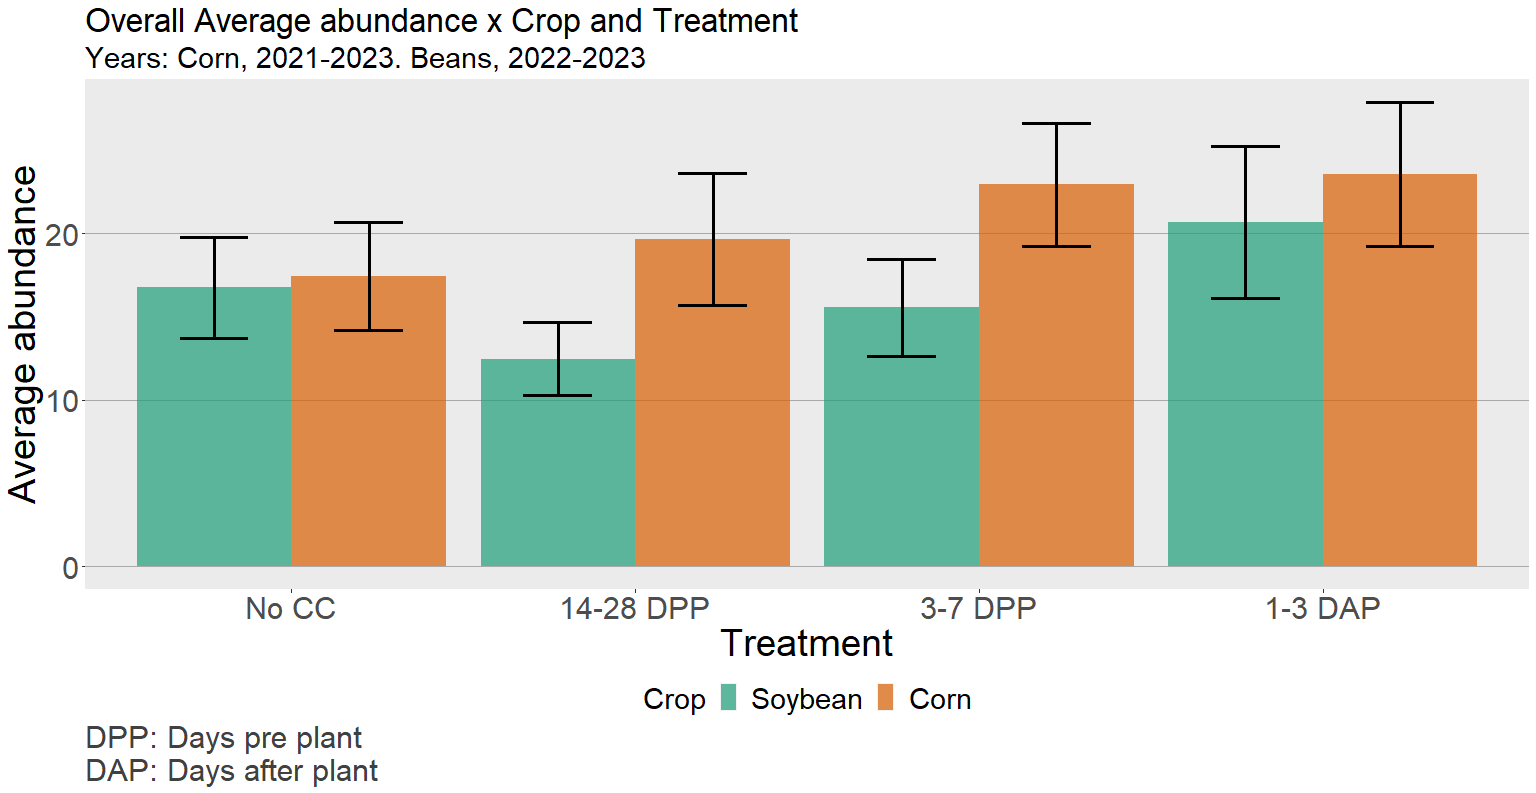 Overall Average abundance x Crop and Treatment
Years: Corn, 2021-2023. Beans, 2022-2023
Average abundance
20
10
0
No CC 14-28 DPP 3-7 DPP 1-3 DAP
Treatment
Crop Soybean Corn
DPP: Days pre plant
DAP: Days after plant